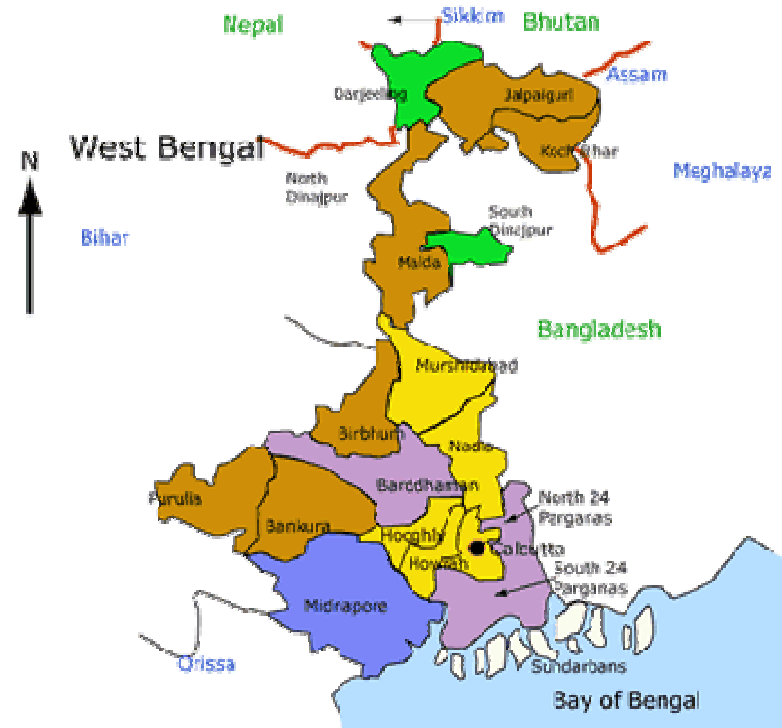 Sikkim
Nepal
Bhutan
Assam
Darjeeling
Jalpaiguri
West Bengal
Koch Bihar
N
North
Dinajpur
Meghalaya
South
Dinajpur
Bihar
Malda
Bangladesh
Murshidabad
Birbhum
Nadia
Barddhaman
Purulia
North 24
Parganas
Bankura
Hooghly
Calcutta
Howrah
South 24
Parganas
Midnapore
Orissa
Sundarbans
Bay of Bengal